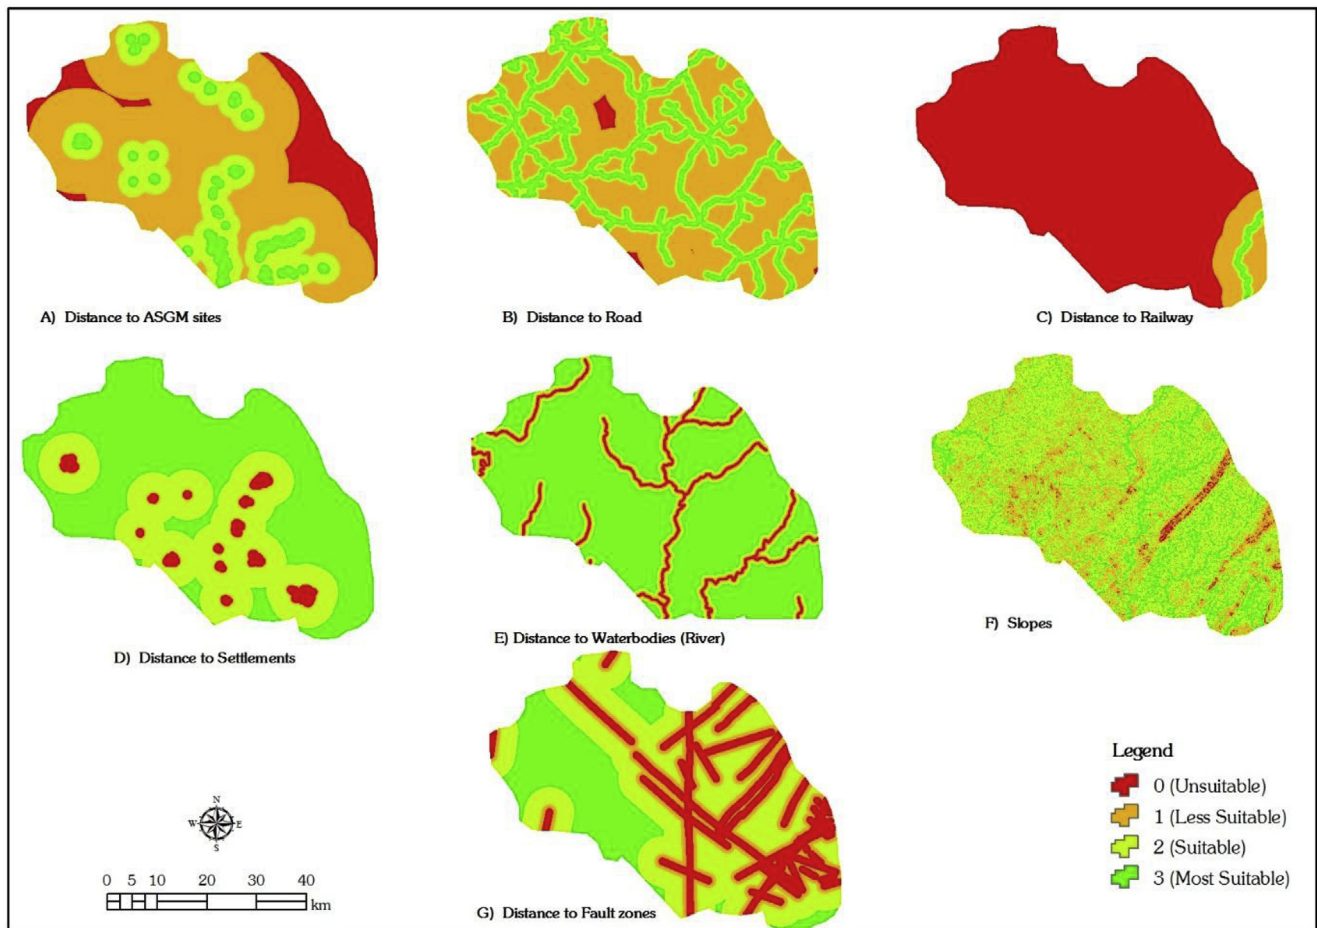 A) Distance to ASGM sites
B) Distance to Road
C) Distance to Railway
D) Distance to Settlements
E) Distance to Waterbodies (River)
F) Slopes
G) Distance to Fault zones
N
W E
S
0 5 10 20 30 40
km
Legend
0 (Unsuitable)
1 (Less Suitable)
2 (Suitable)
3 (Most Suitable)